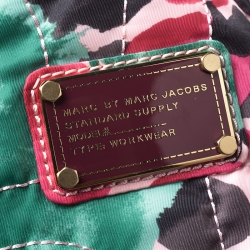 MARC BY MARC JACOBS
STANDARD SUPPLY
MODEL#
TYPE WORKWEAR